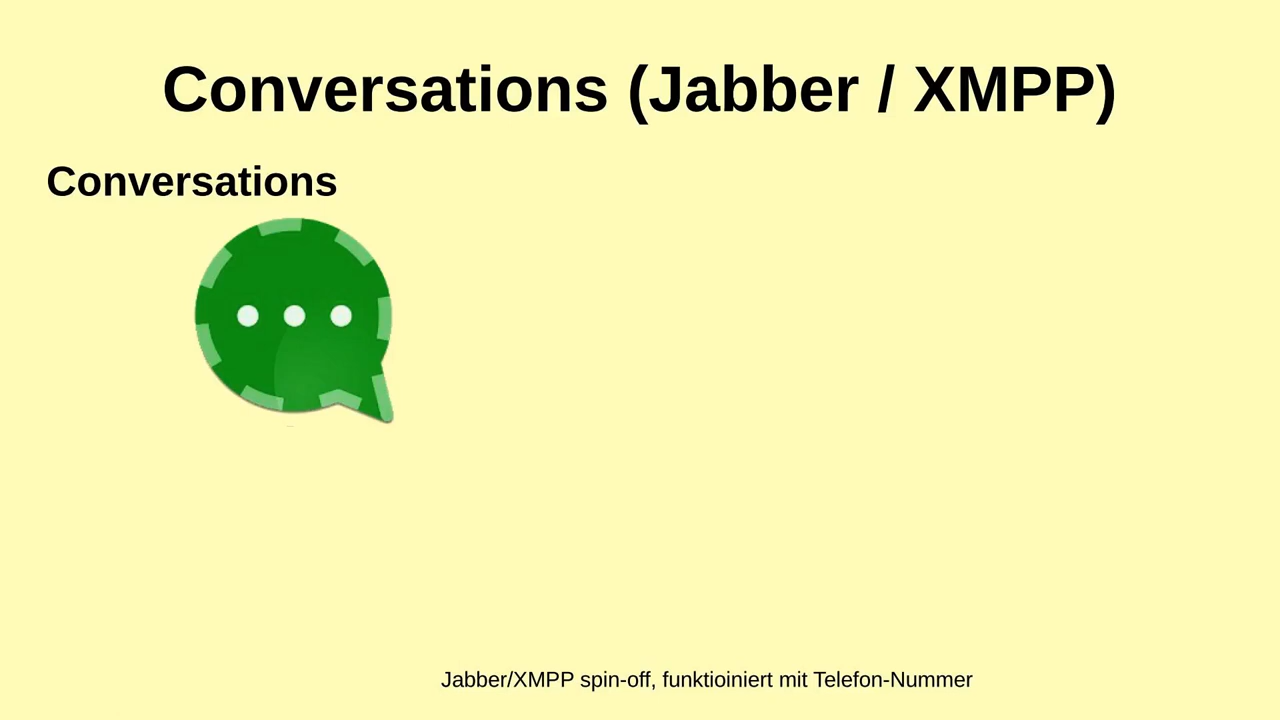 Conversations (Jabber / XMPP)
Conversations
Jabber/XMPP spin-off, funktioiniert mit Telefon-Nummer